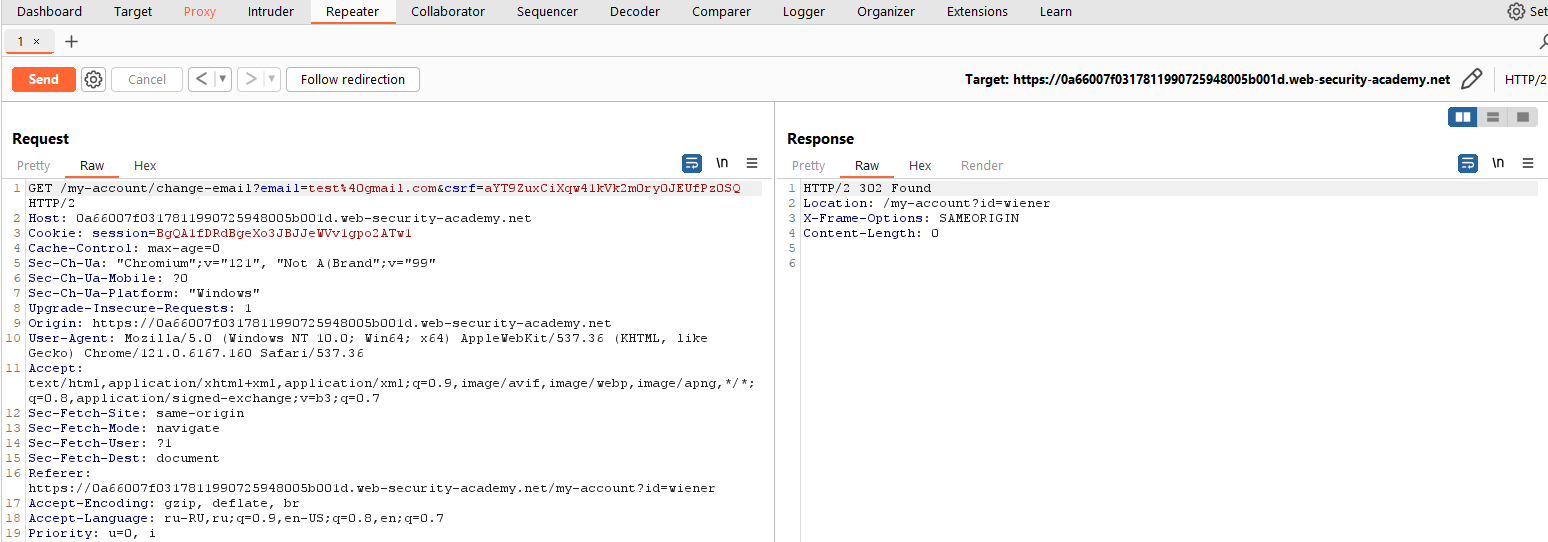 Dashboard Target Proxy Intruder Repeater Collaborator Sequencer Decoder Comparer Logger Organizer Extensions Learn Set
1 × +
Send Cancel < > Follow redirection Target: https://0a66007f0317811990725948005b001d.web-security-academy.net HTTP/2
Request
Pretty Raw Hex \n
1 GET /my-account/change-email?email=test%40gmail.com&csrf=aYT9ZuxCiXqw41kVk2mOryOJEUfPzOSQ
HTTP/2
2 Host: 0a66007f0317811990725948005b001d.web-security-academy.net
3 Cookie: session=BgQA1fDRdBgeXo3JBJJeWVv1gpo2ATw1
4 Cache-Control: max-age=0
5 Sec-Ch-Ua: "Chromium";v="121", "Not A(Brand";v="99"
6 Sec-Ch-Ua-Mobile: ?0
7 Sec-Ch-Ua-Platform: "Windows"
8 Upgrade-Insecure-Requests: 1
9 Origin: https://0a66007f0317811990725948005b001d.web-security-academy.net
10 User-Agent: Mozilla/5.0 (Windows NT 10.0; Win64; x64) AppleWebKit/537.36 (KHTML, like
Gecko) Chrome/121.0.6167.160 Safari/537.36
11 Accept:
text/html,application/xhtml+xml,application/xml;q=0.9,image/avif,image/webp,image/apng,*/*;
q=0.8,application/signed-exchange;v=b3;q=0.7
12 Sec-Fetch-Site: same-origin
13 Sec-Fetch-Mode: navigate
14 Sec-Fetch-User: ?1
15 Sec-Fetch-Dest: document
16 Referer:
https://0a66007f0317811990725948005b001d.web-security-academy.net/my-account?id=wiener
17 Accept-Encoding: gzip, deflate, br
18 Accept-Language: ru-RU,ru;q=0.9,en-US;q=0.8,en;q=0.7
19 Priority: u=0, i
Response
Pretty Raw Hex Render \n
1 HTTP/2 302 Found
2 Location: /my-account?id=wiener
3 X-Frame-Options: SAMEORIGIN
4 Content-Length: 0
5
6